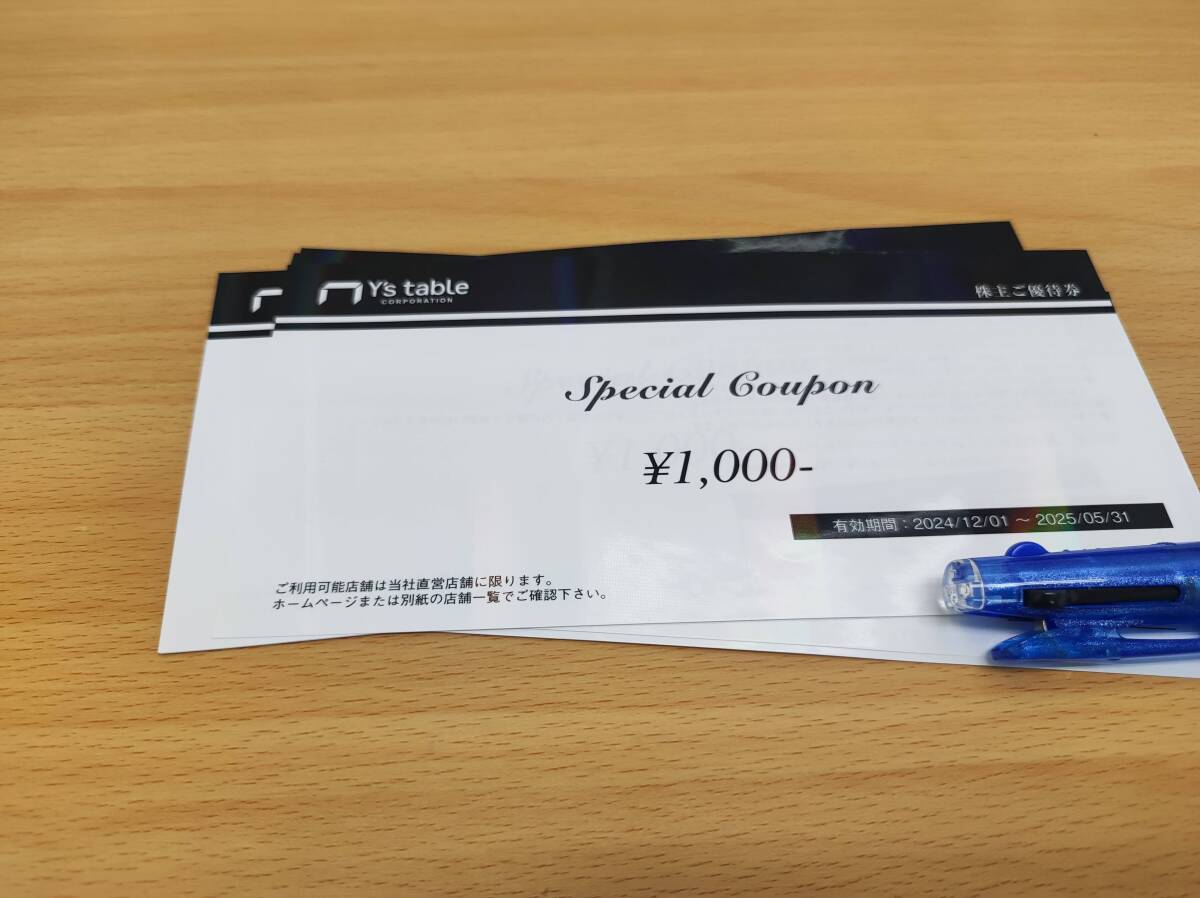 Y's table
CORPORATION
株主ご優待券
Special Coupon
¥1,000-
有効期間：2024/12/01 ～ 2025/05/31
ご利用可能店舗は当社直営店舗に限ります。
ホームページまたは別紙の店舗一覧でご確認下さい。